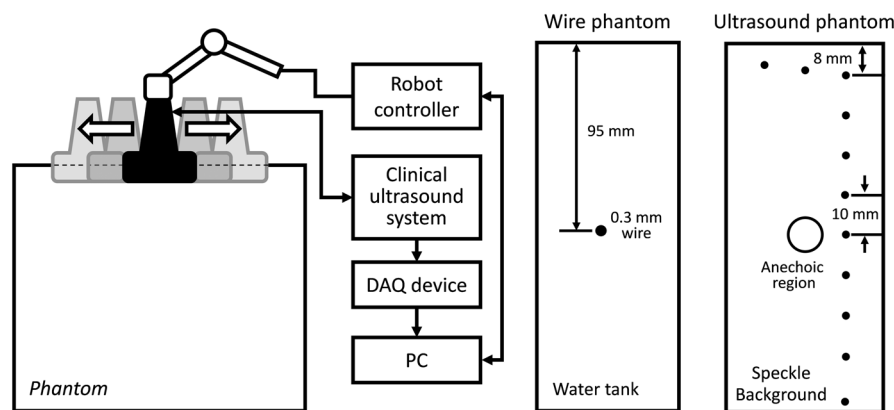 Phantom
Robot
controller
Clinical
ultrasound
system
DAQ device
PC
Wire phantom
95 mm
0.3 mm
wire
Water tank
Ultrasound phantom
8 mm
10 mm
Anechoic
region
Speckle
Background